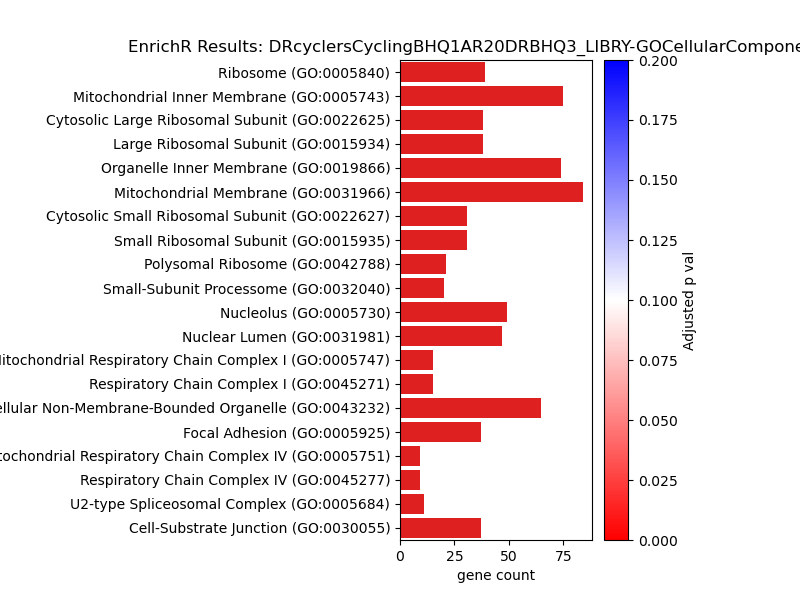 EnrichR Results: DRcyclersCyclingBHQ1AR20DRBHQ3_LIBRY-GOCellularCompone
Ribosome (GO:0005840)
Mitochondrial Inner Membrane (GO:0005743)
Cytosolic Large Ribosomal Subunit (GO:0022625)
Large Ribosomal Subunit (GO:0015934)
Organelle Inner Membrane (GO:0019866)
Mitochondrial Membrane (GO:0031966)
Cytosolic Small Ribosomal Subunit (GO:0022627)
Small Ribosomal Subunit (GO:0015935)
Polysomal Ribosome (GO:0042788)
Small-Subunit Processome (GO:0032040)
Nucleolus (GO:0005730)
Nuclear Lumen (GO:0031981)
itochondrial Respiratory Chain Complex I (GO:0005747)
Respiratory Chain Complex I (GO:0045271)
ellular Non-Membrane-Bounded Organelle (GO:0043232)
Focal Adhesion (GO:0005925)
tochondrial Respiratory Chain Complex IV (GO:0005751)
Respiratory Chain Complex IV (GO:0045277)
U2-type Spliceosomal Complex (GO:0005684)
Cell-Substrate Junction (GO:0030055)
0 25 50 75
gene count
0.200
0.175
0.150
0.125
0.100
0.075
0.050
0.025
0.000
Adjusted p val